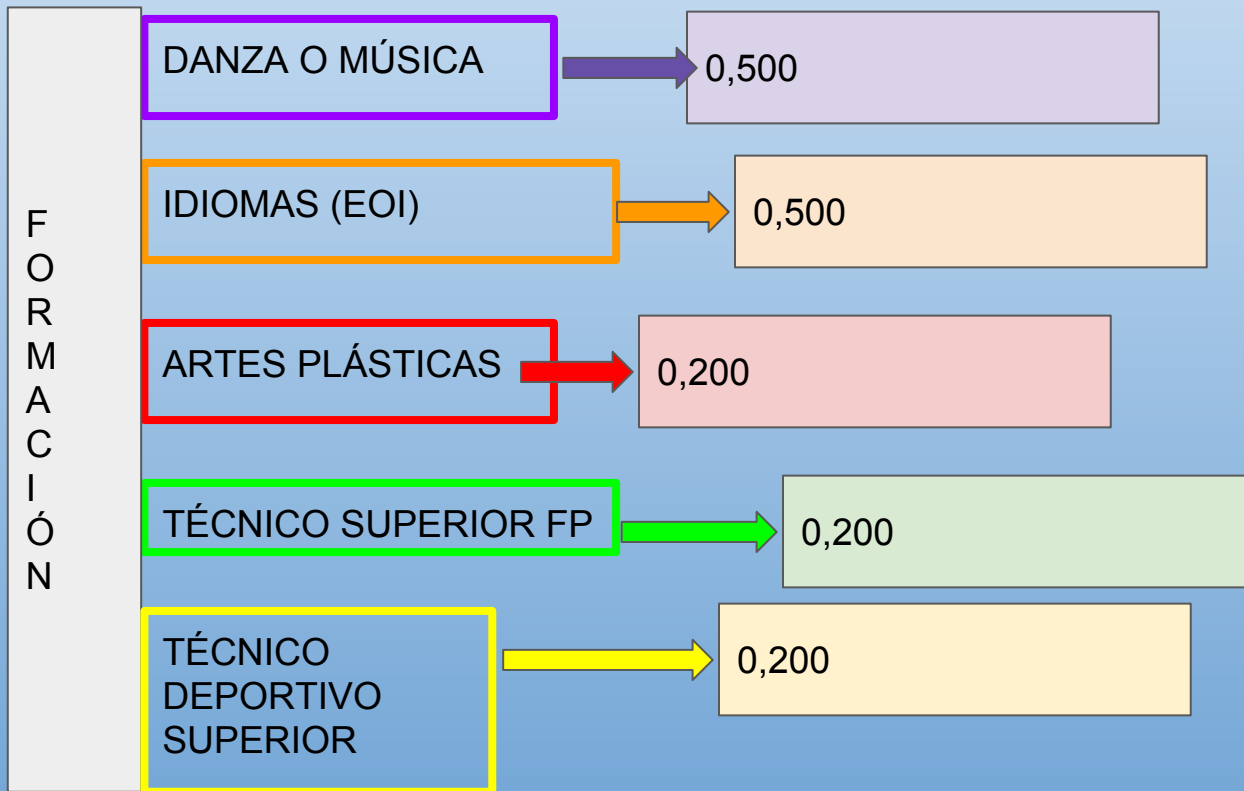 FORMACIÓN
DANZA O MÚSICA
0,500
IDIOMAS (EOI)
0,500
ARTES PLÁSTICAS
0,200
TÉCNICO SUPERIOR FP
0,200
TÉCNICO
DEPORTIVO
SUPERIOR
0,200